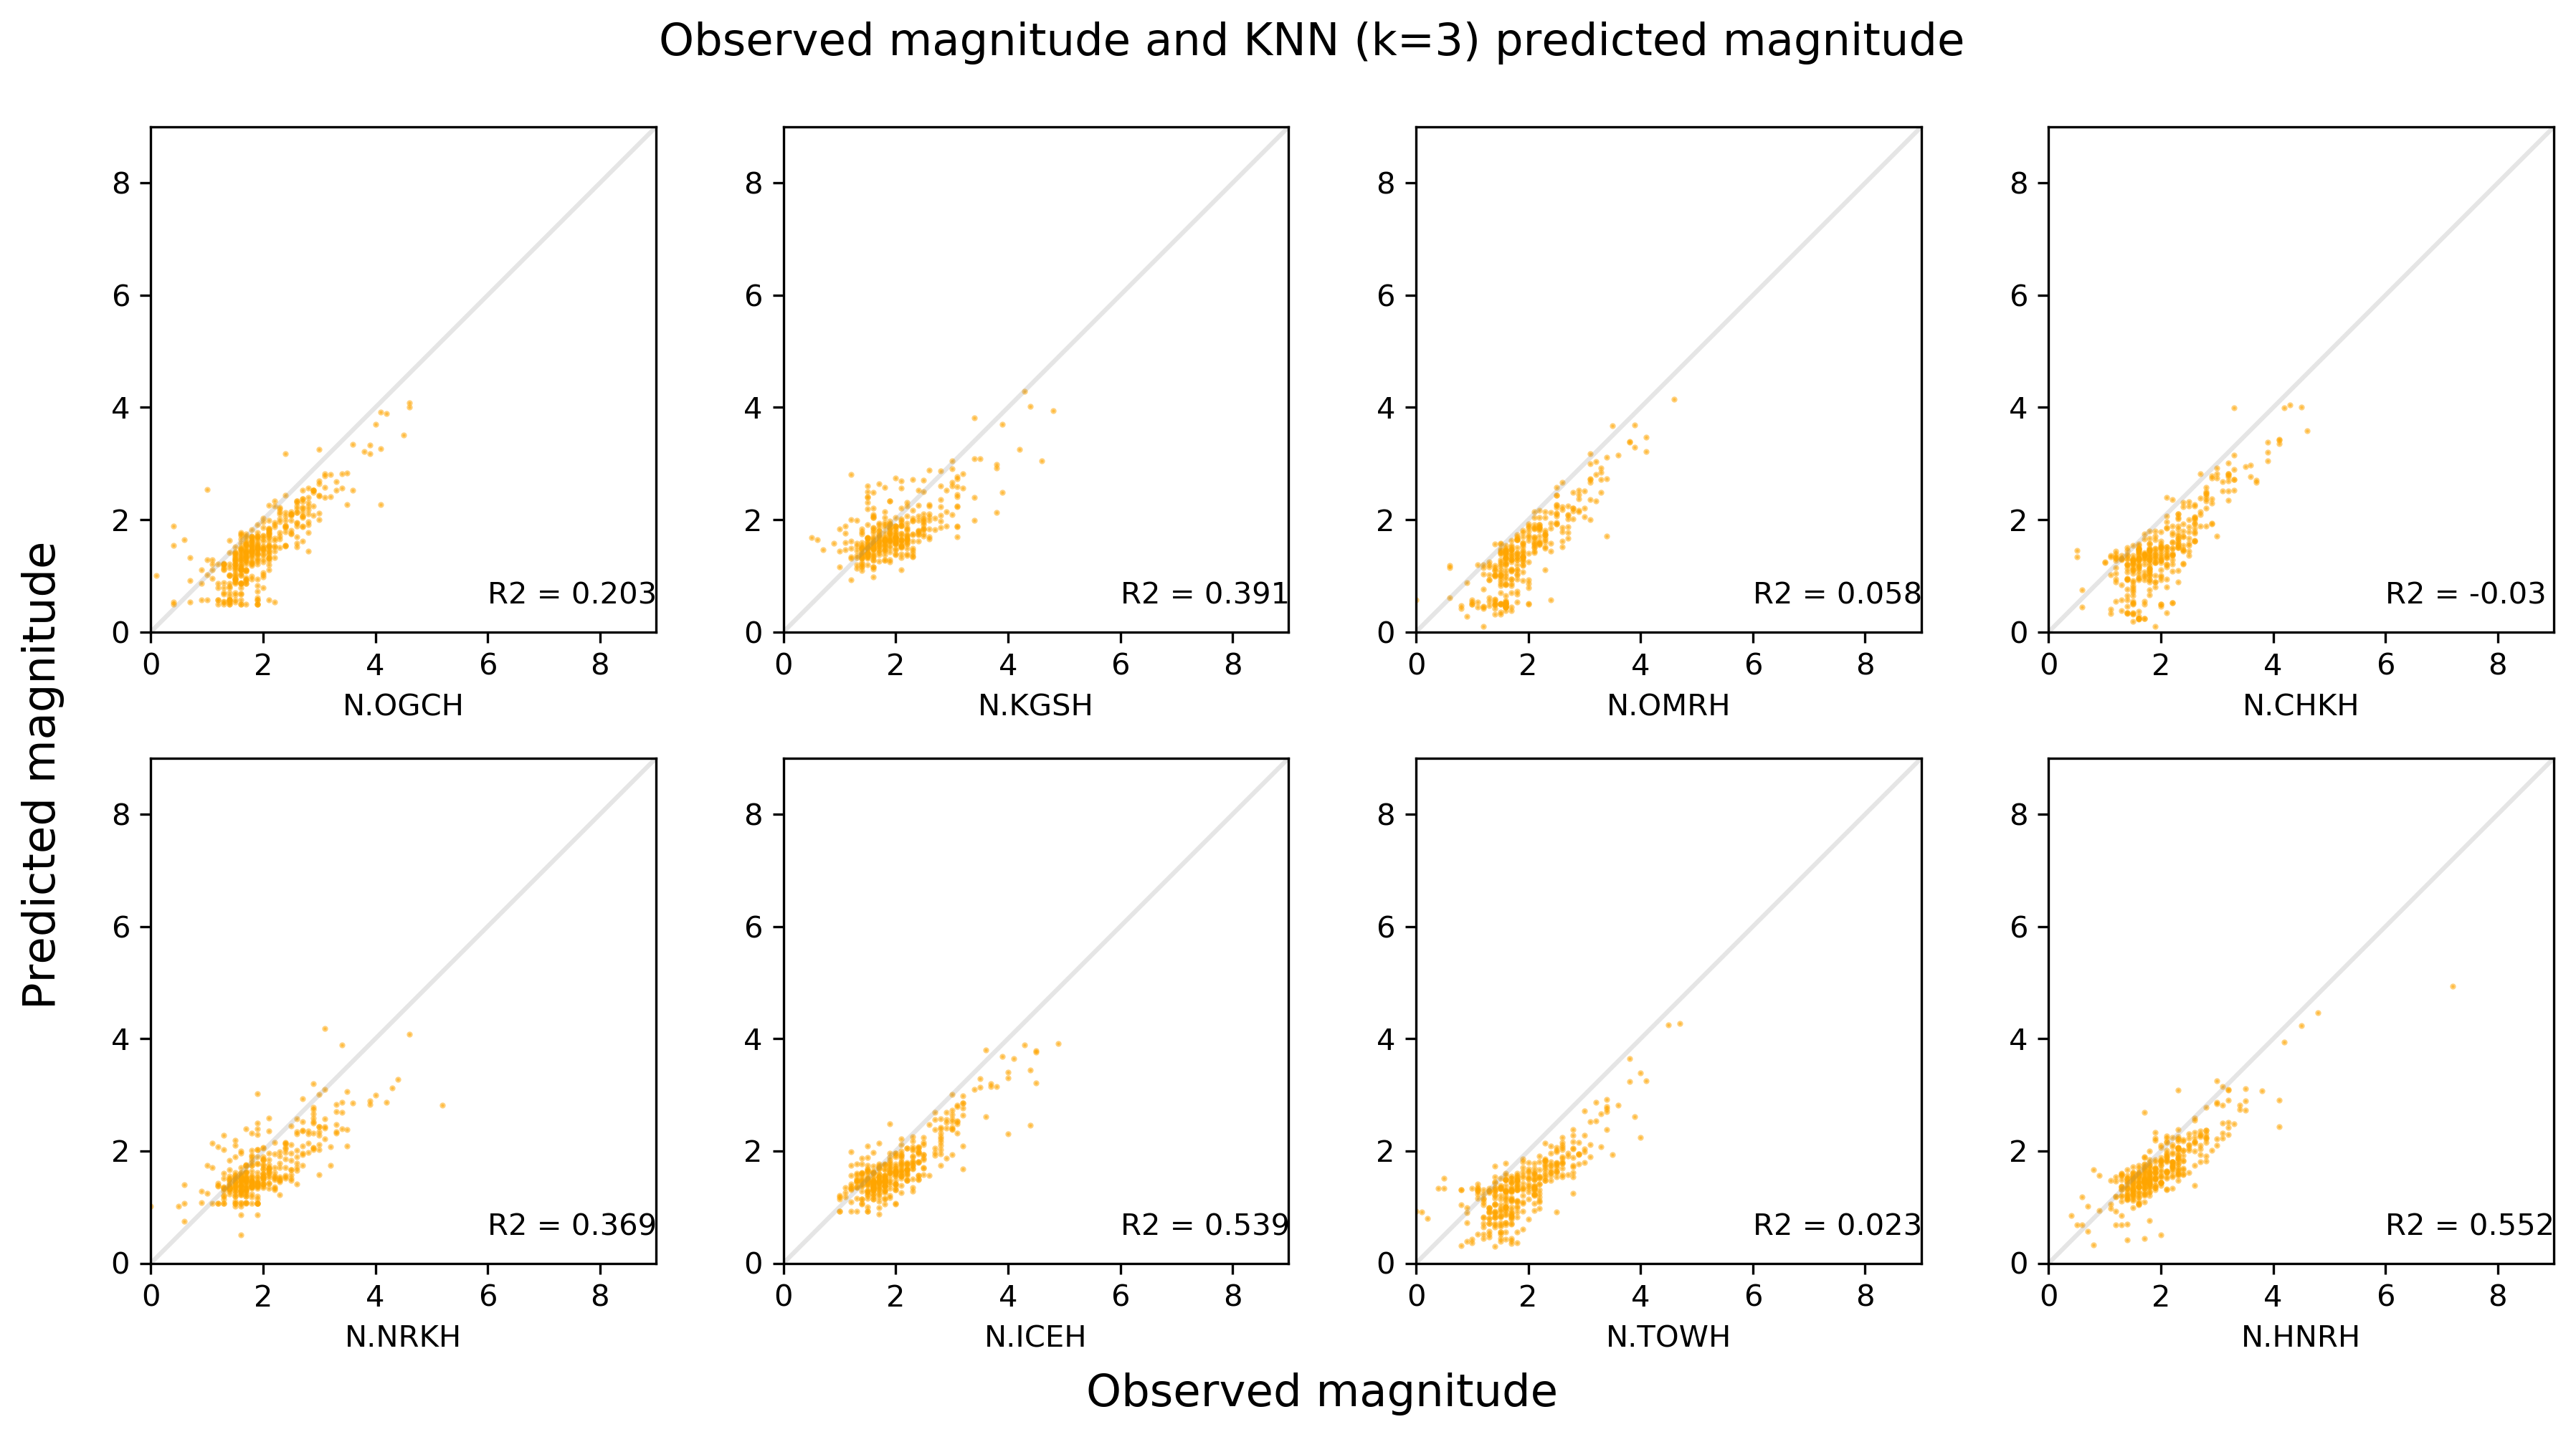 Observed magnitude and KNN (k=3) predicted magnitude
Predicted magnitude
8
6
4
2
0
R2 = 0.203
0 2 4 6 8
N.OGCH
8
6
4
2
0
R2 = 0.391
0 2 4 6 8
N.KGSH
8
6
4
2
0
R2 = 0.058
0 2 4 6 8
N.OMRH
8
6
4
2
0
R2 = -0.03
0 2 4 6 8
N.CHKH
8
6
4
2
0
R2 = 0.369
0 2 4 6 8
N.NRKH
8
6
4
2
0
R2 = 0.539
0 2 4 6 8
N.ICEH
8
6
4
2
0
R2 = 0.023
0 2 4 6 8
N.TOWH
8
6
4
2
0
R2 = 0.552
0 2 4 6 8
N.HNRH
Observed magnitude